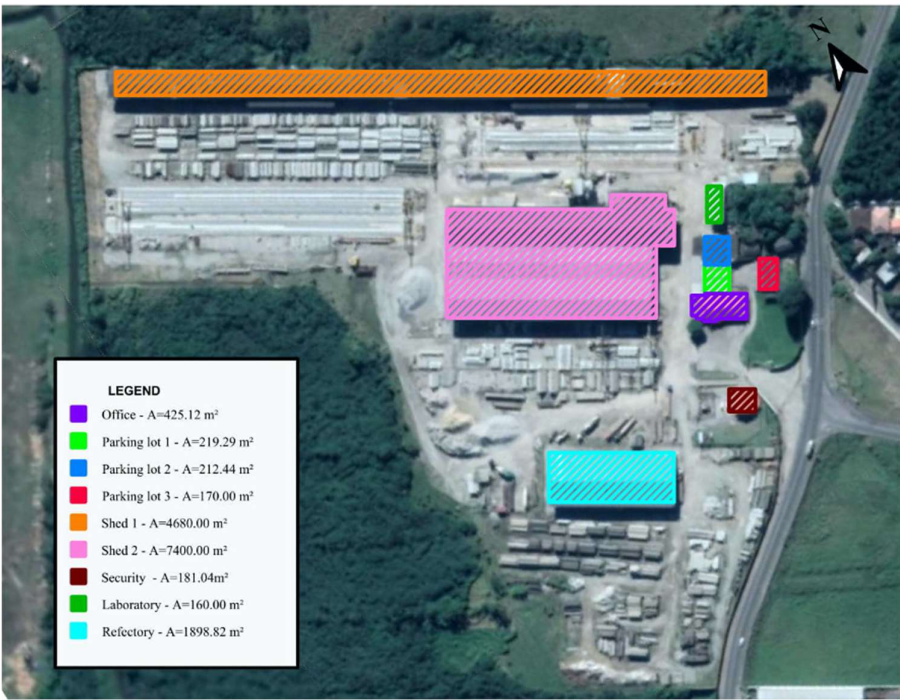 N
LEGEND
Office - A=425.12 m²
Parking lot 1 - A=219.29 m²
Parking lot 2 - A=212.44 m²
Parking lot 3 - A=170.00 m²
Shed 1 - A=4680.00 m²
Shed 2 - A=7400.00 m²
Security - A=181.04m²
Laboratory - A=160.00 m²
Refectory - A=1898.82 m²